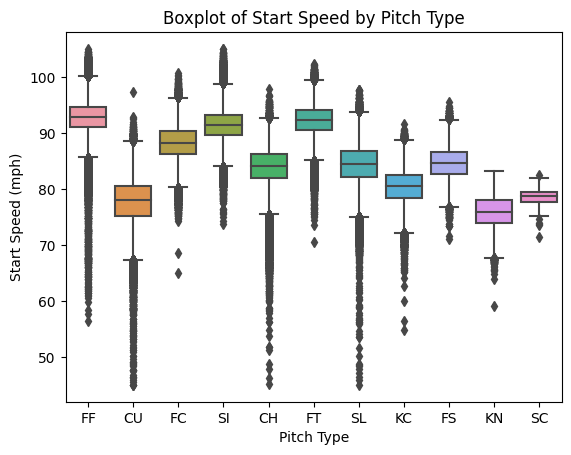 Boxplot of Start Speed by Pitch Type
Start Speed (mph)
100
90
80
70
60
50
FF CU FC SI CH FT SL KC FS KN SC
Pitch Type